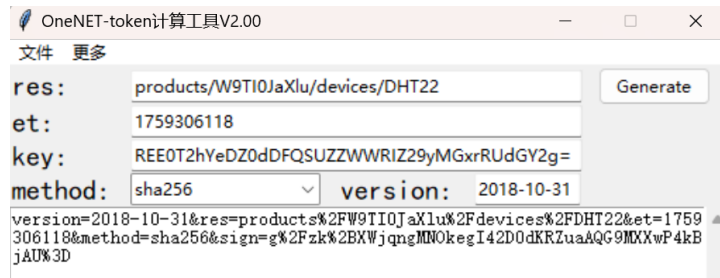 OneNET-token计算工具V2.00
文件 更多
res: products/W9TI0JaXlu/devices/DHT22 Generate
et: 1759306118
key: REE0T2hYeDZ0dDFQSUZZWWRIZ29yMGxrRUdGY2g=
method: sha256 version: 2018-10-31
version=2018-10-31&res=products%2FW9TI0JaXlu%2Fdevices%2FDHT22&et=1759
306118&method=sha256&sign=g%2Fzk%2BXWjqngMNOkegI42D0dKRZuaAQG9MXXwP4kB
jAU%3D